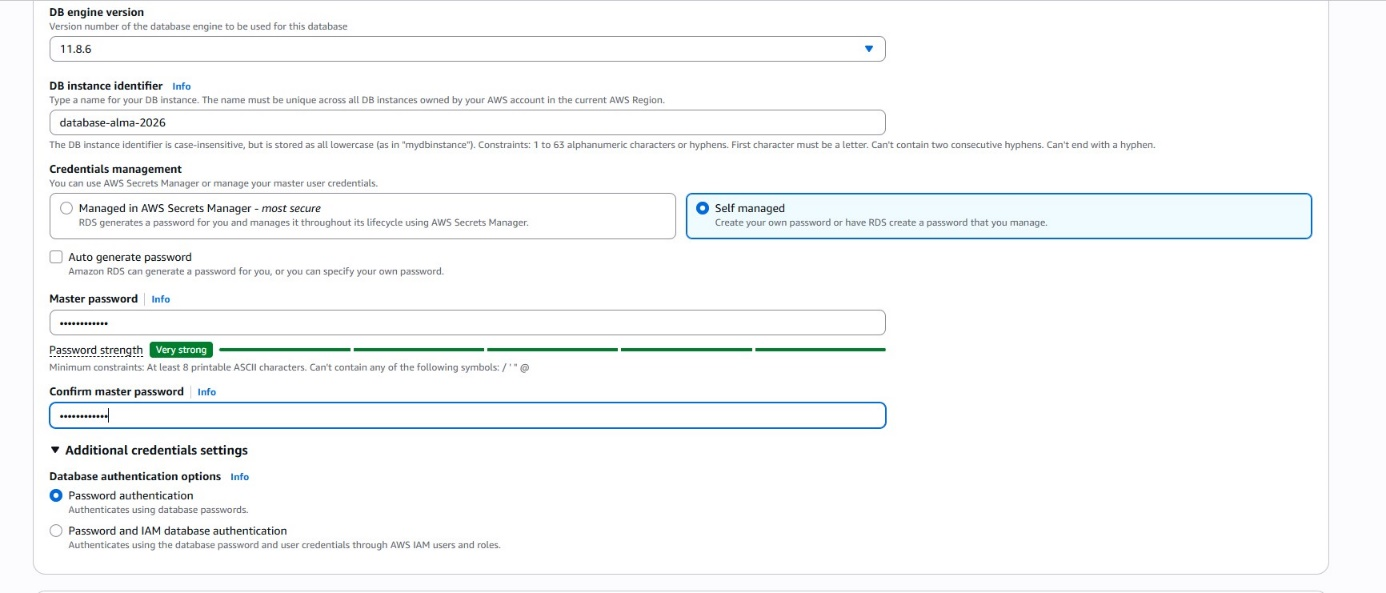 DB engine version
Version number of the database engine to be used for this database
11.8.6
DB instance identifier Info
Type a name for your DB instance. The name must be unique across all DB instances owned by your AWS account in the current AWS Region.
database-alma-2026
The DB instance identifier is case-insensitive, but is stored as all lowercase (as in "mydbinstance"). Constraints: 1 to 63 alphanumeric characters or hyphens. First character must be a letter. Can't contain two consecutive hyphens. Can't end with a hyphen.
Credentials management
You can use AWS Secrets Manager or manage your master user credentials.
Managed in AWS Secrets Manager - most secure
RDS generates a password for you and manages it throughout its lifecycle using AWS Secrets Manager.
Self managed
Create your own password or have RDS create a password that you manage.
Auto generate password
Amazon RDS can generate a password for you, or you can specify your own password.
Master password Info
••••••••••••
Password strength Very strong
Minimum constraints: At least 8 printable ASCII characters. Can't contain any of the following symbols: / ' " @
Confirm master password Info
••••••••••••
Additional credentials settings
Database authentication options Info
Password authentication
Authenticates using database passwords.
Password and IAM database authentication
Authenticates using the database password and user credentials through AWS IAM users and roles.